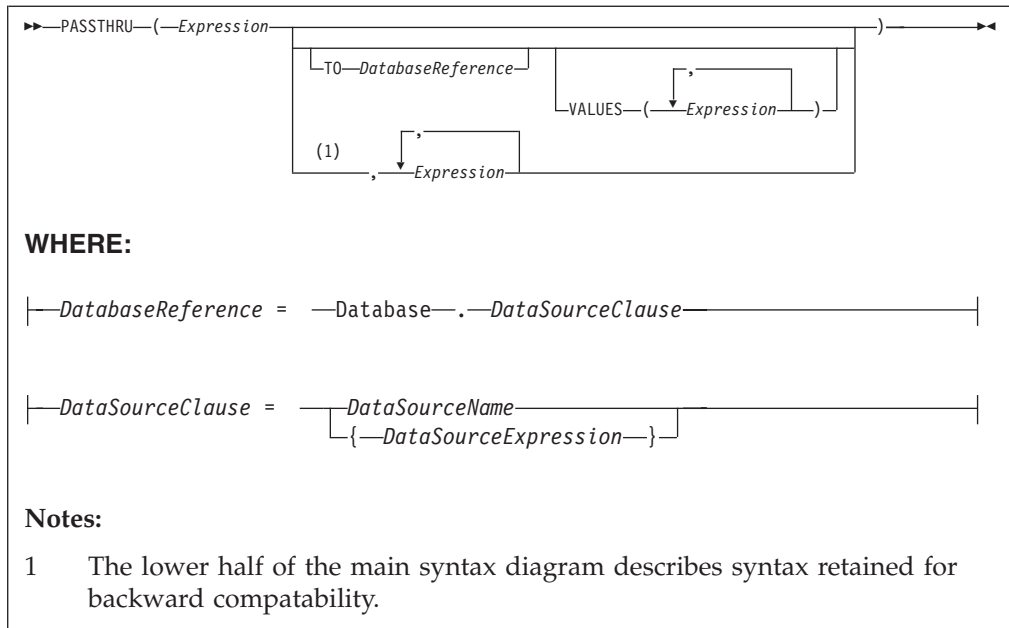 PASSTHRU ( Expression )
TO DatabaseReference
,
VALUES ( Expression )
(1)
,
, Expression
WHERE:
DatabaseReference = Database . DataSourceClause
DataSourceClause = DataSourceName
{ DataSourceExpression }
Notes:
1 The lower half of the main syntax diagram describes syntax retained for
backward compatability.